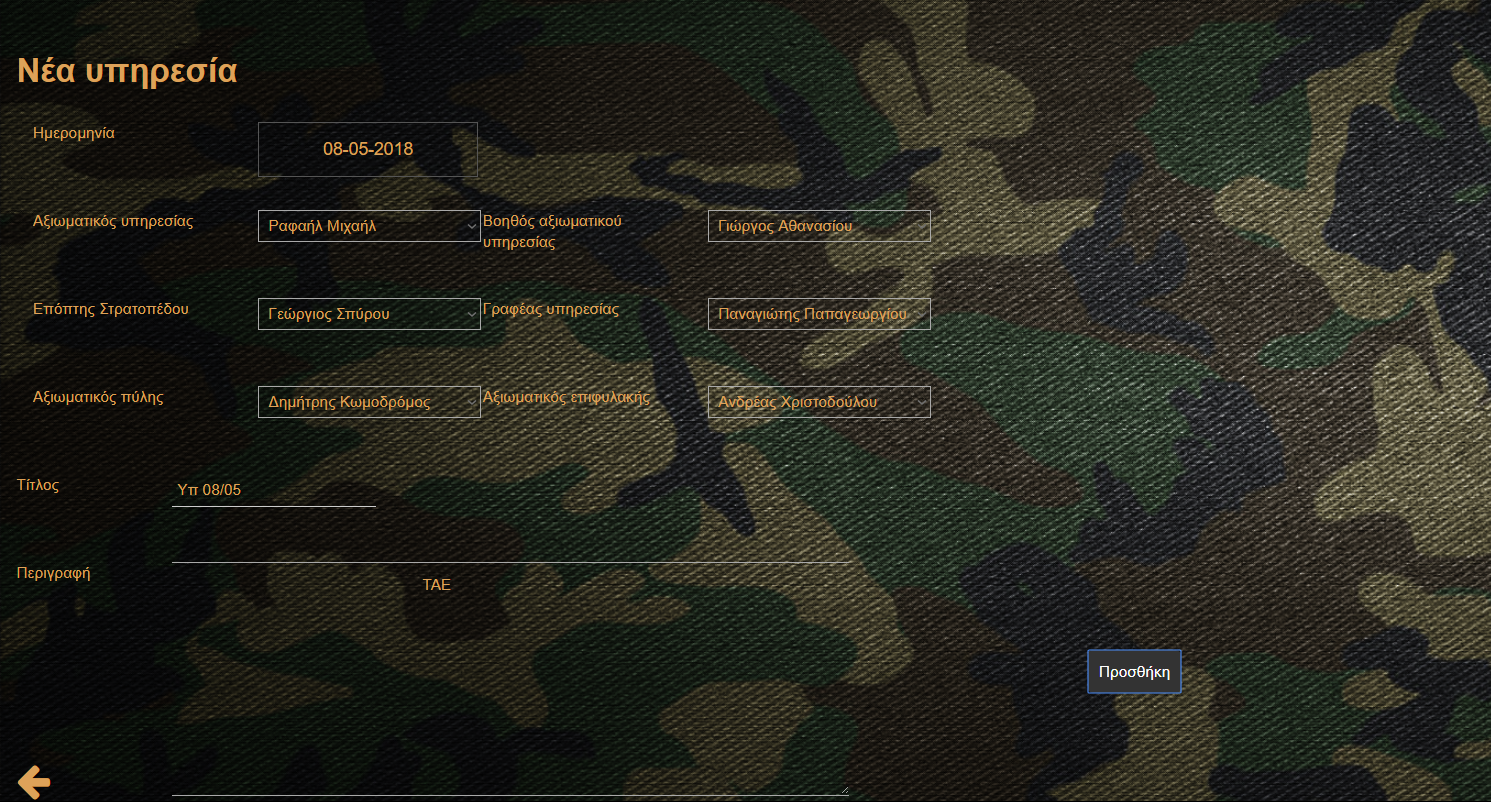 Νέα υπηρεσία
Ημερομηνία
08-05-2018
Αξιωματικός υπηρεσίας
Ραφαήλ Μιχαήλ
Βοηθός αξιωματικού
υπηρεσίας
Γιώργος Αθανασίου
Επόπτης Στρατοπέδου
Γεώργιος Σπύρου
Γραφέας υπηρεσίας
Παναγιώτης Παπαγεωργίου
Αξιωματικός πύλης
Δημήτρης Κωμοδρόμος
Αξιωματικός επιφυλακής
Ανδρέας Χριστοδούλου
Τίτλος
Υπ 08/05
Περιγραφή
ΤΑΕ
Προσθήκη